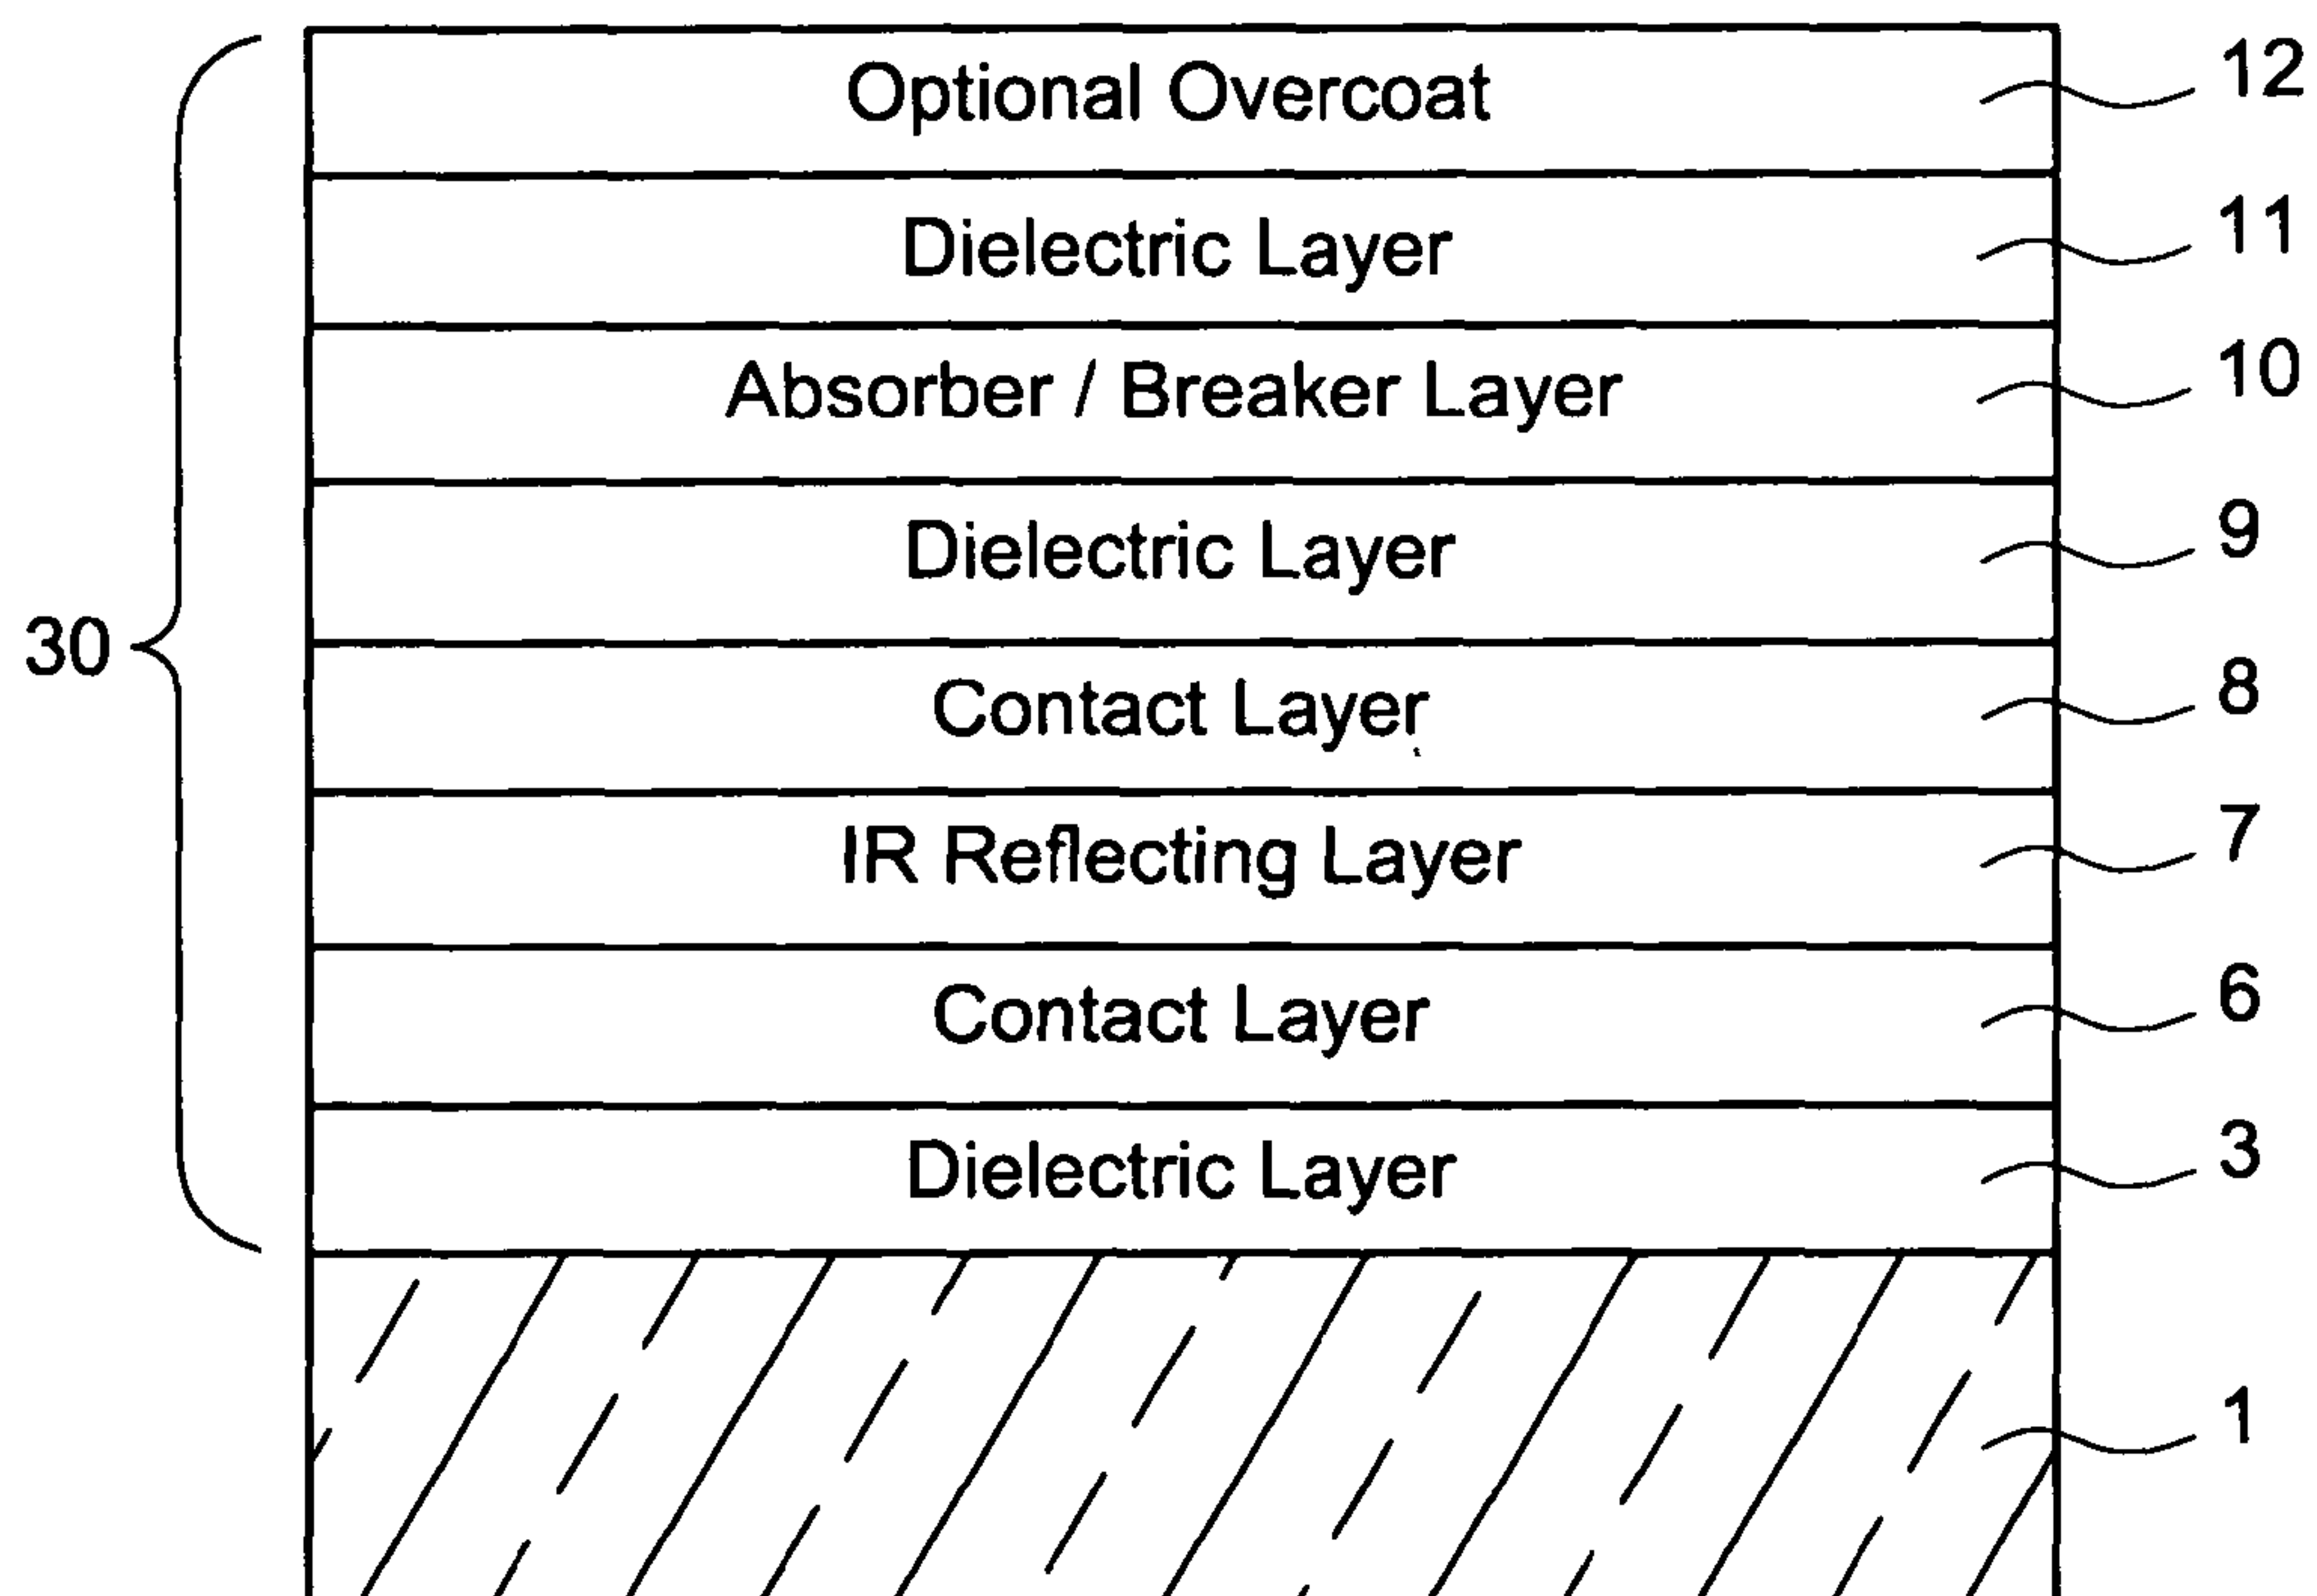 Optional Overcoat 12
Dielectric Layer 11
Absorber / Breaker Layer 10
Dielectric Layer 9
30
Contact Layer 8
IR Reflecting Layer 7
Contact Layer 6
Dielectric Layer 3
1